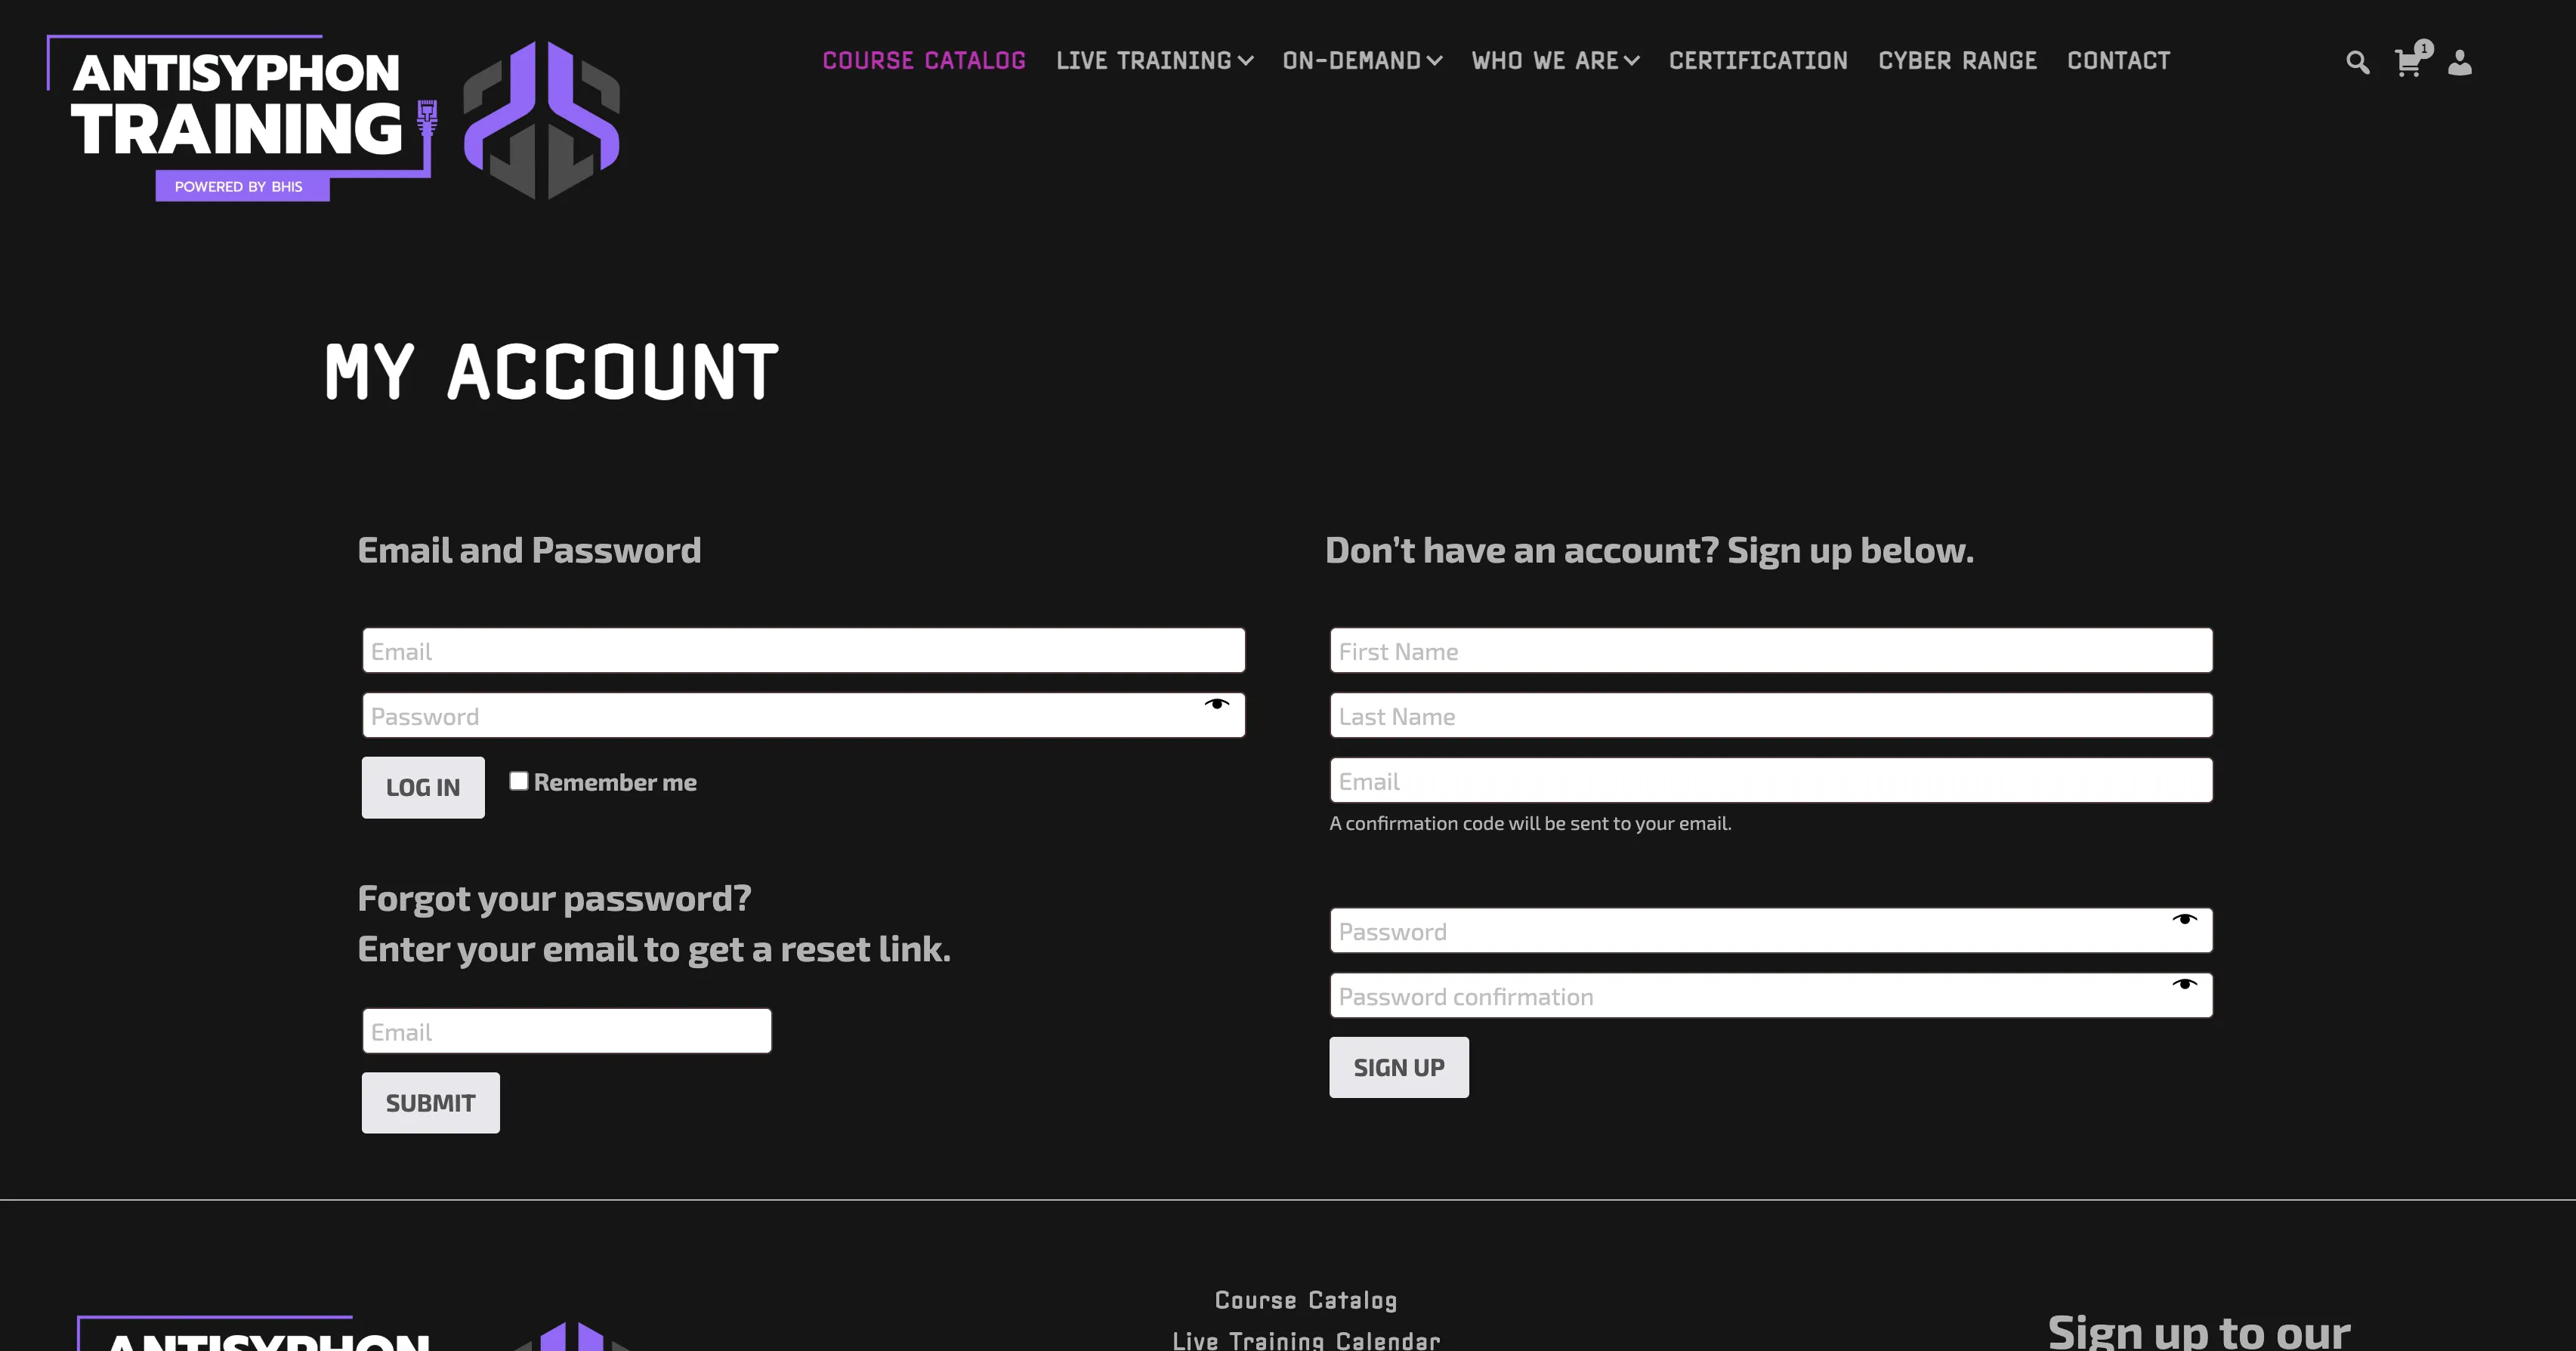 ANTISYPHON
TRAINING
POWERED BY BHIS
COURSE CATALOG LIVE TRAINING ON-DEMAND WHO WE ARE CERTIFICATION CYBER RANGE CONTACT
1
MY ACCOUNT
Email and Password
Email
Password
LOG IN Remember me
Forgot your password?
Enter your email to get a reset link.
Email
SUBMIT
Don't have an account? Sign up below.
First Name
Last Name
Email
A confirmation code will be sent to your email.
Password
Password confirmation
SIGN UP
ANTISYPHON
Course Catalog
Live Training Calendar
Sign up to our